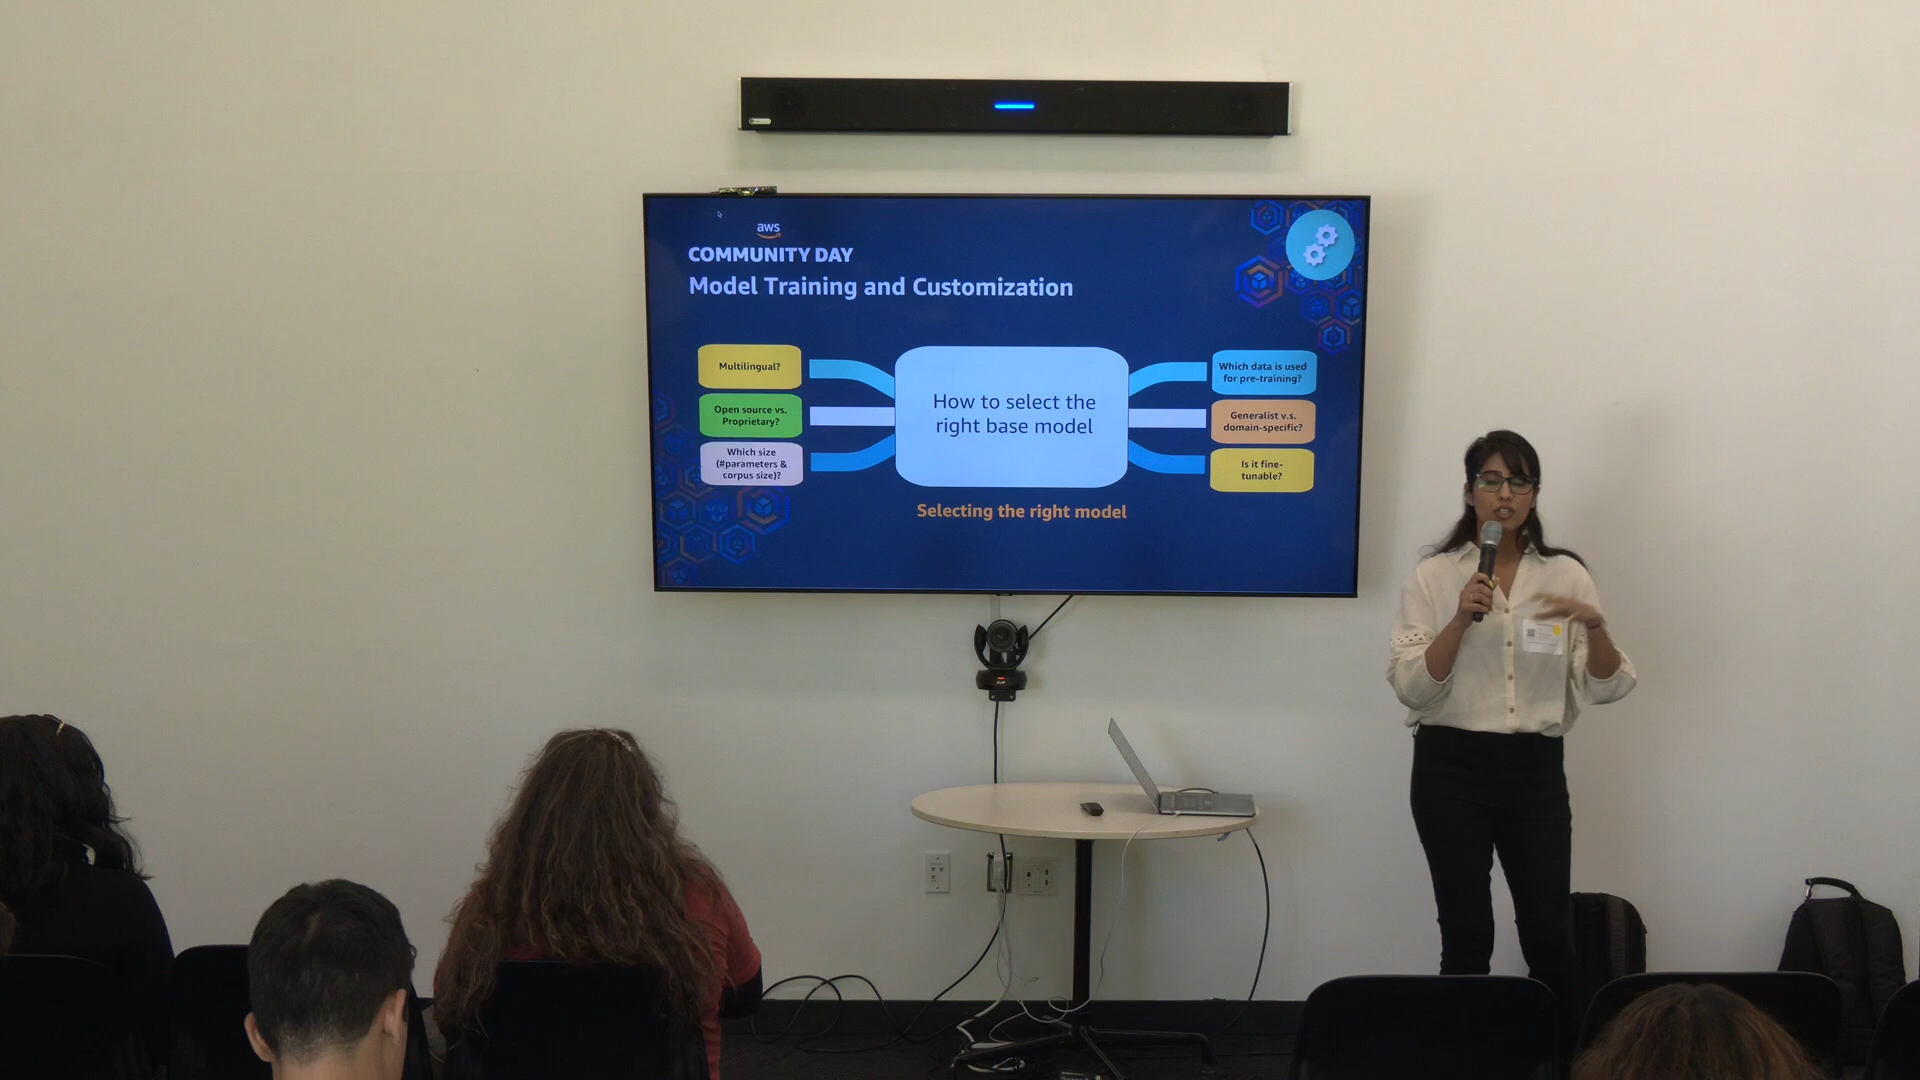 aws
COMMUNITY DAY
Model Training and Customization
Multilingual?
Open source vs.
Proprietary?
Which size
(#parameters &
corpus size)?
How to select the
right base model
Which data is used
for pre-training?
Generalist v.s.
domain-specific?
Is it fine-
tunable?
Selecting the right model